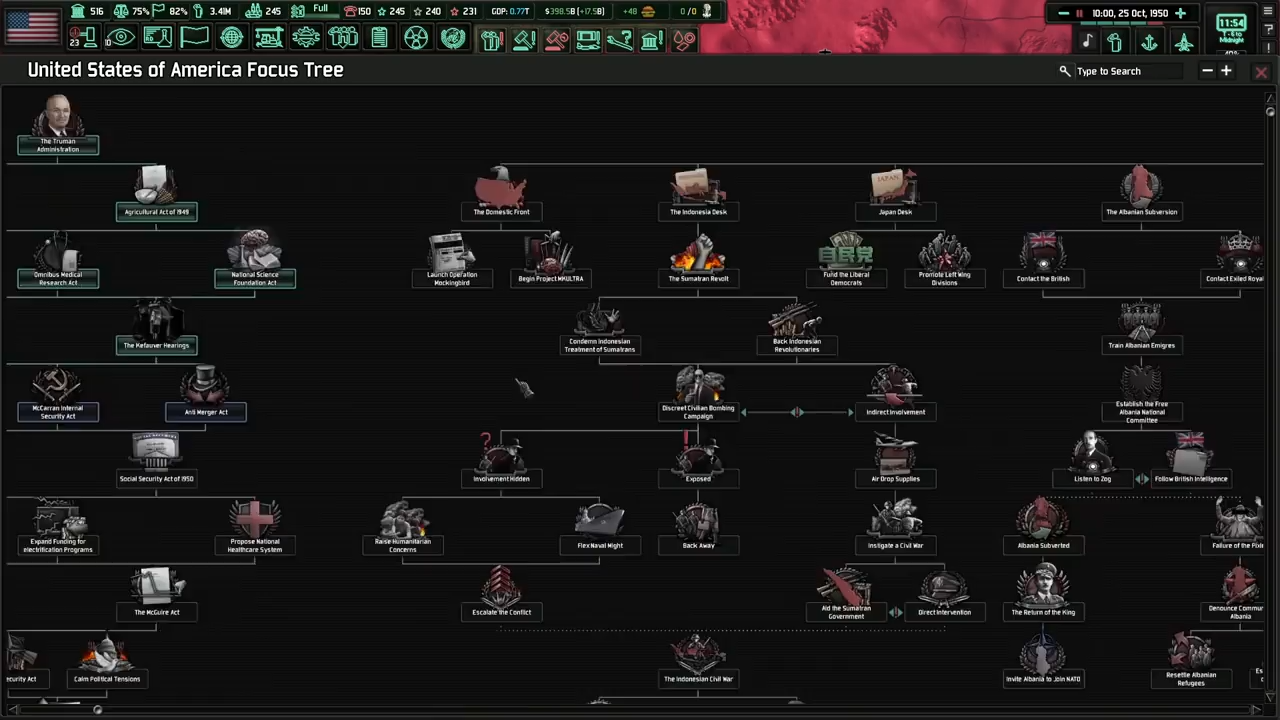 516 75% 82% 3.41M 245 Full 150 245 240 231 GDP: 0.77T $398.5B (+17.5B) +48 0/0
10:00, 25 Oct, 1950
11:54
23
10
United States of America Focus Tree
Type to Search
The Truman
Administration
Agricultural Act of 1949
The Domestic Front
The Indonesia Desk
JAPAN
Japan Desk
The Albanian Subversion
Omnibus Medical
Research Act
National Science
Foundation Act
Launch Operation
Mockingbird
Begin Project MKULTRA
The Sumatran Revolt
自民党
Fund the Liberal
Democrats
Promote Left Wing
Divisions
Contact the British
Contact Exiled Roya
The Kefauver Hearings
Condemn Indonesian
Treatment of Sumatrans
Back Indonesian
Revolutionaries
Train Albanian Emigres
McCarran Internal
Security Act
Anti Merger Act
Discreet Civilian Bombing
Campaign
Indirect Involvement
Establish the Free
Albania National
Committee
Social Security Act of 1950
Involvement Hidden
Exposed
Air Drop Supplies
Listen to Zog
Follow British Intelligence
Expand Funding for
electrification Programs
Propose National
Healthcare System
Raise Humanitarian
Concerns
Flex Naval Might
Back Away
Instigate a Civil War
Albania Subverted
Failure of the Pixi
The McGuire Act
Escalate the Conflict
Aid the Sumatran
Government
Direct Intervention
The Return of the King
Denounce Commun
Albania
ecurity Act
Calm Political Tensions
The Indonesian Civil War
Invite Albania to Join NATO
Resettle Albanian
Refugees